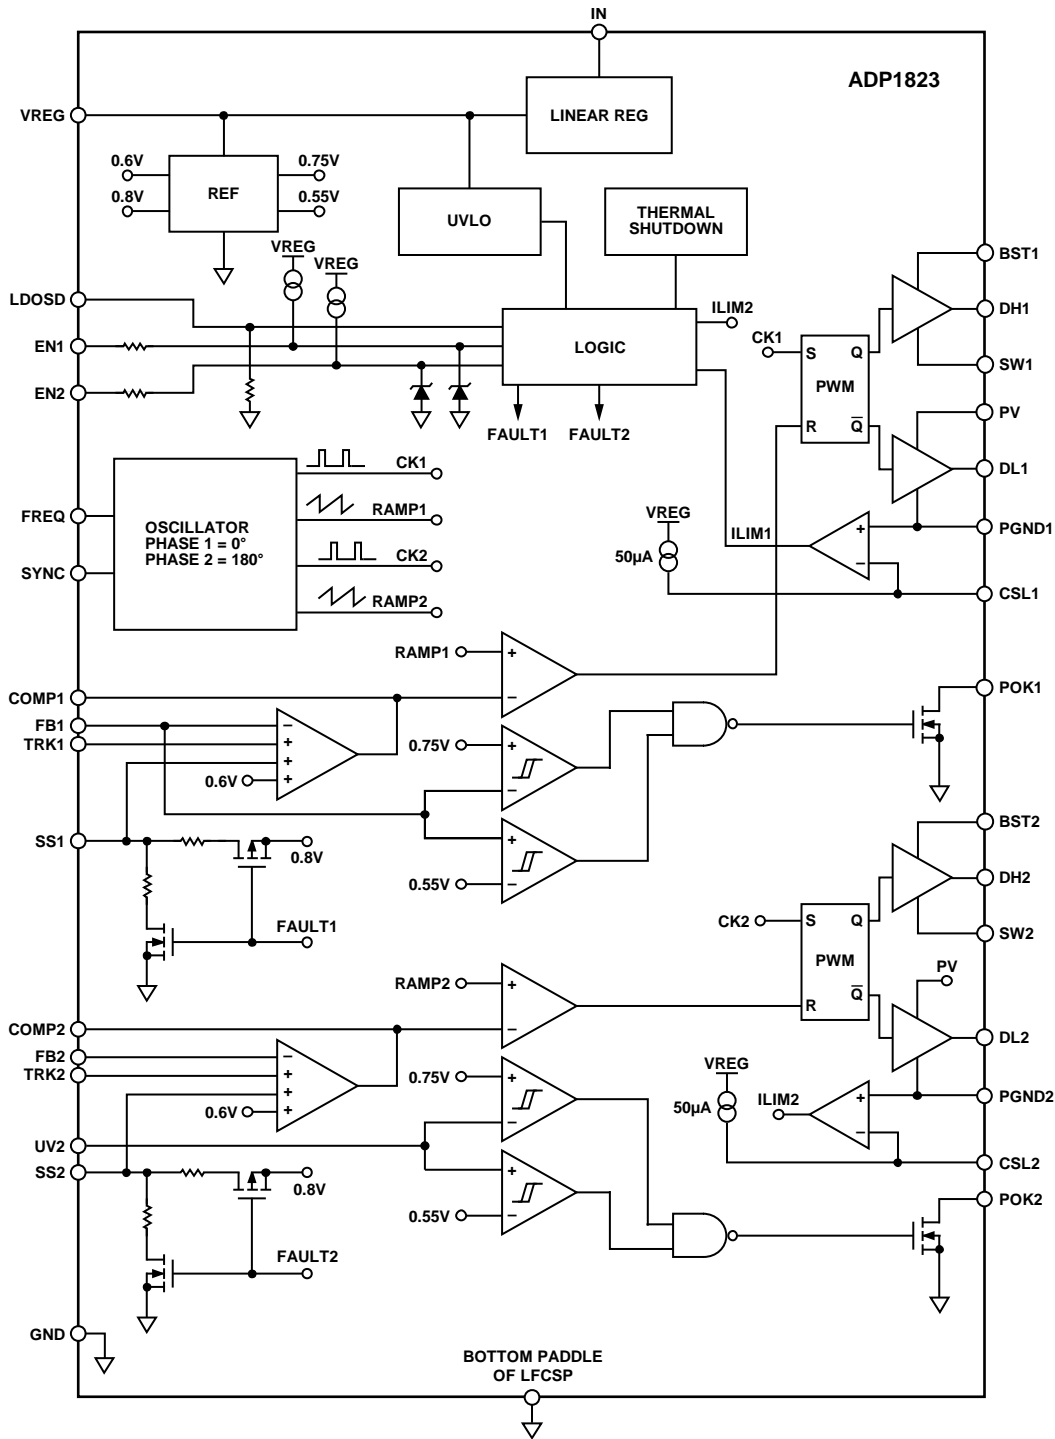 IN
ADP1823
VREG
LINEAR REG
0.6V
0.75V
REF
0.8V
0.55V
UVLO
THERMAL
SHUTDOWN
VREG
VREG
BST1
LDOSD
DH1
ILIM2
EN1
LOGIC
CK1
S
Q
SW1
EN2
PWM
PV
FAULT1
FAULT2
R
Q
DL1
CK1
FREQ
OSCILLATOR
PHASE 1 = 0°
PHASE 2 = 180°
RAMP1
VREG
ILIM1
+
PGND1
CK2
50µA
SYNC
−
CSL1
RAMP2
RAMP1
+
COMP1
−
POK1
FB1
−
TRK1
+
0.75V
+
+
0.6V
+
−
SS1
0.8V
+
BST2
0.55V
−
DH2
FAULT1
CK2
S
Q
SW2
PWM
PV
RAMP2
+
R
Q
COMP2
−
DL2
FB2
−
TRK2
+
0.75V
+
VREG
+
50µA
ILIM2
+
PGND2
0.6V
+
−
−
UV2
SS2
0.8V
+
CSL2
0.55V
−
POK2
FAULT2
GND
BOTTOM PADDLE
OF LFCSP